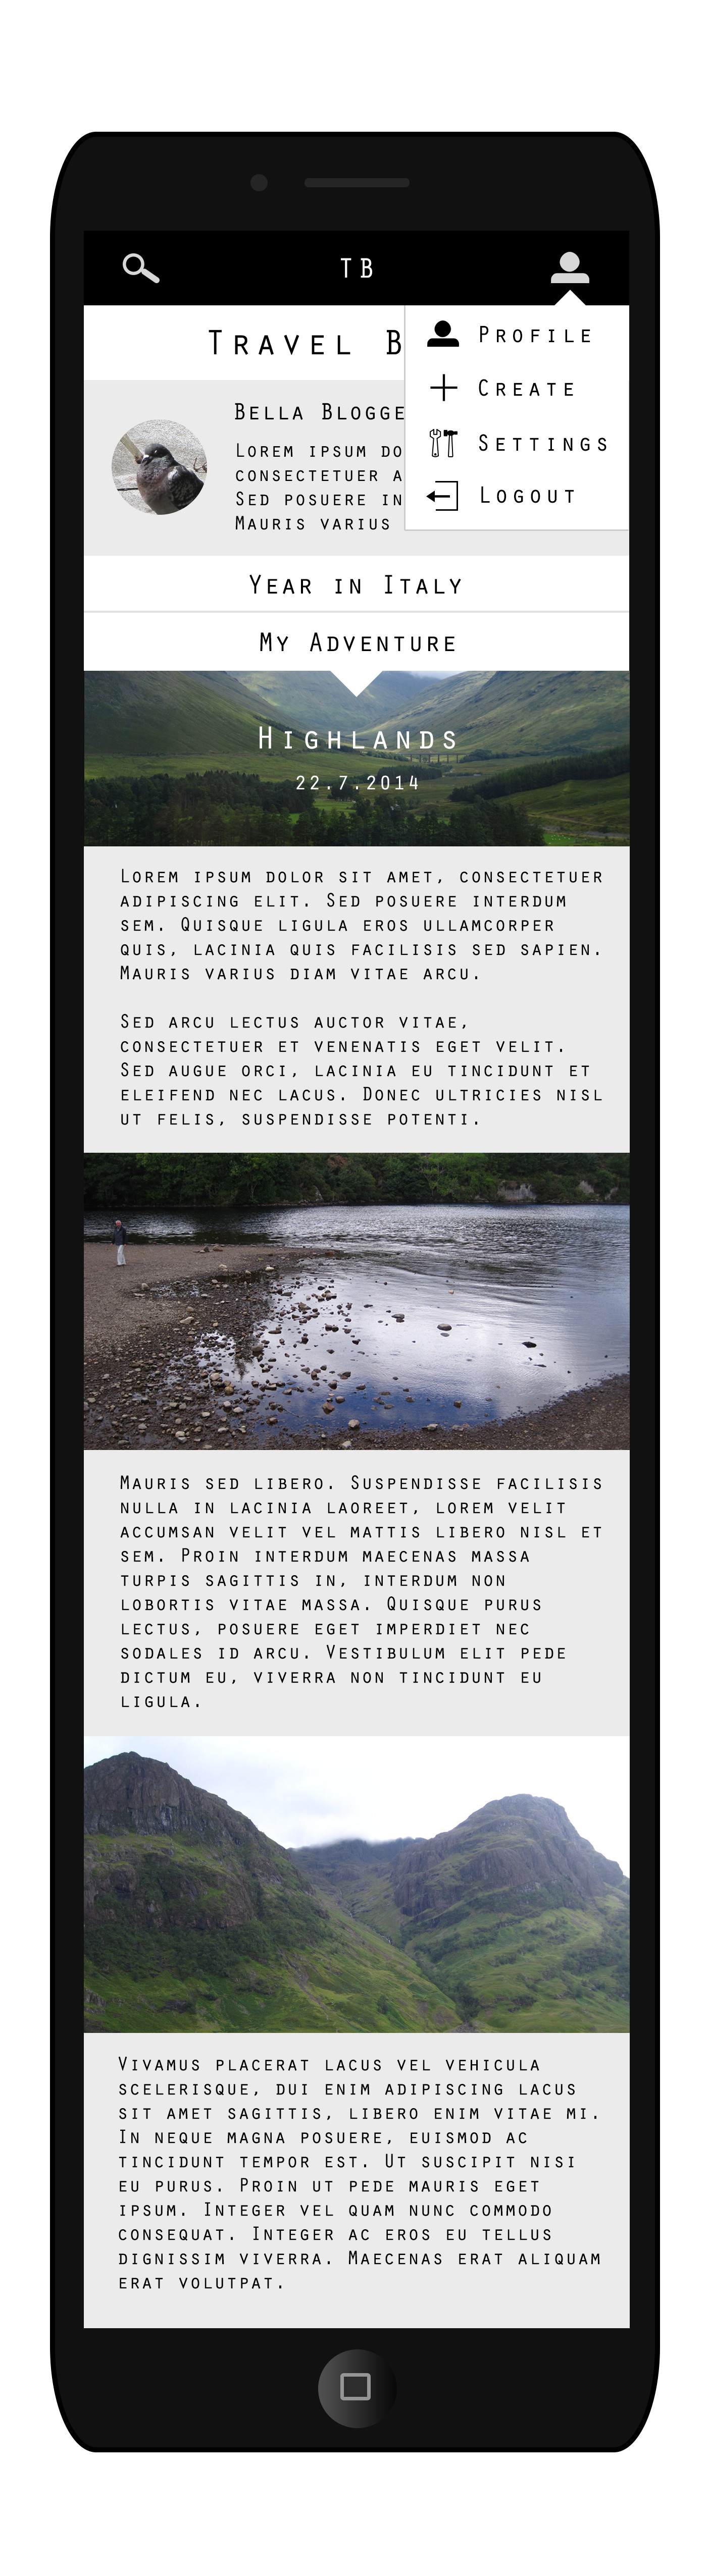 TB
Travel B
Profile
Create
Settings
Logout
Bella Blogge
Lorem ipsum do
consectetuer a
Sed posuere in
Mauris varius
Year in Italy
My Adventure
Highlands
22.7.2014
Lorem ipsum dolor sit amet, consectetuer
adipiscing elit. Sed posuere interdum
sem. Quisque ligula eros ullamcorper
quis, lacinia quis facilisis sed sapien.
Mauris varius diam vitae arcu.
Sed arcu lectus auctor vitae,
consectetuer et venenatis eget velit.
Sed augue orci, lacinia eu tincidunt et
eleifend nec lacus. Donec ultricies nisl
ut felis, suspendisse potenti.
Mauris sed libero. Suspendisse facilisis
nulla in lacinia laoreet, lorem velit
accumsan velit vel mattis libero nisl et
sem. Proin interdum maecenas massa
turpis sagittis in, interdum non
lobortis vitae massa. Quisque purus
lectus, posuere eget imperdiet nec
sodales id arcu. Vestibulum elit pede
dictum eu, viverra non tincidunt eu
ligula.
Vivamus placerat lacus vel vehicula
scelerisque, dui enim adipiscing lacus
sit amet sagittis, libero enim vitae mi.
In neque magna posuere, euismod ac
tincidunt tempor est. Ut suscipit nisi
eu purus. Proin ut pede mauris eget
ipsum. Integer vel quam nunc commodo
consequat. Integer ac eros eu tellus
dignissim viverra. Maecenas erat aliquam
erat volutpat.